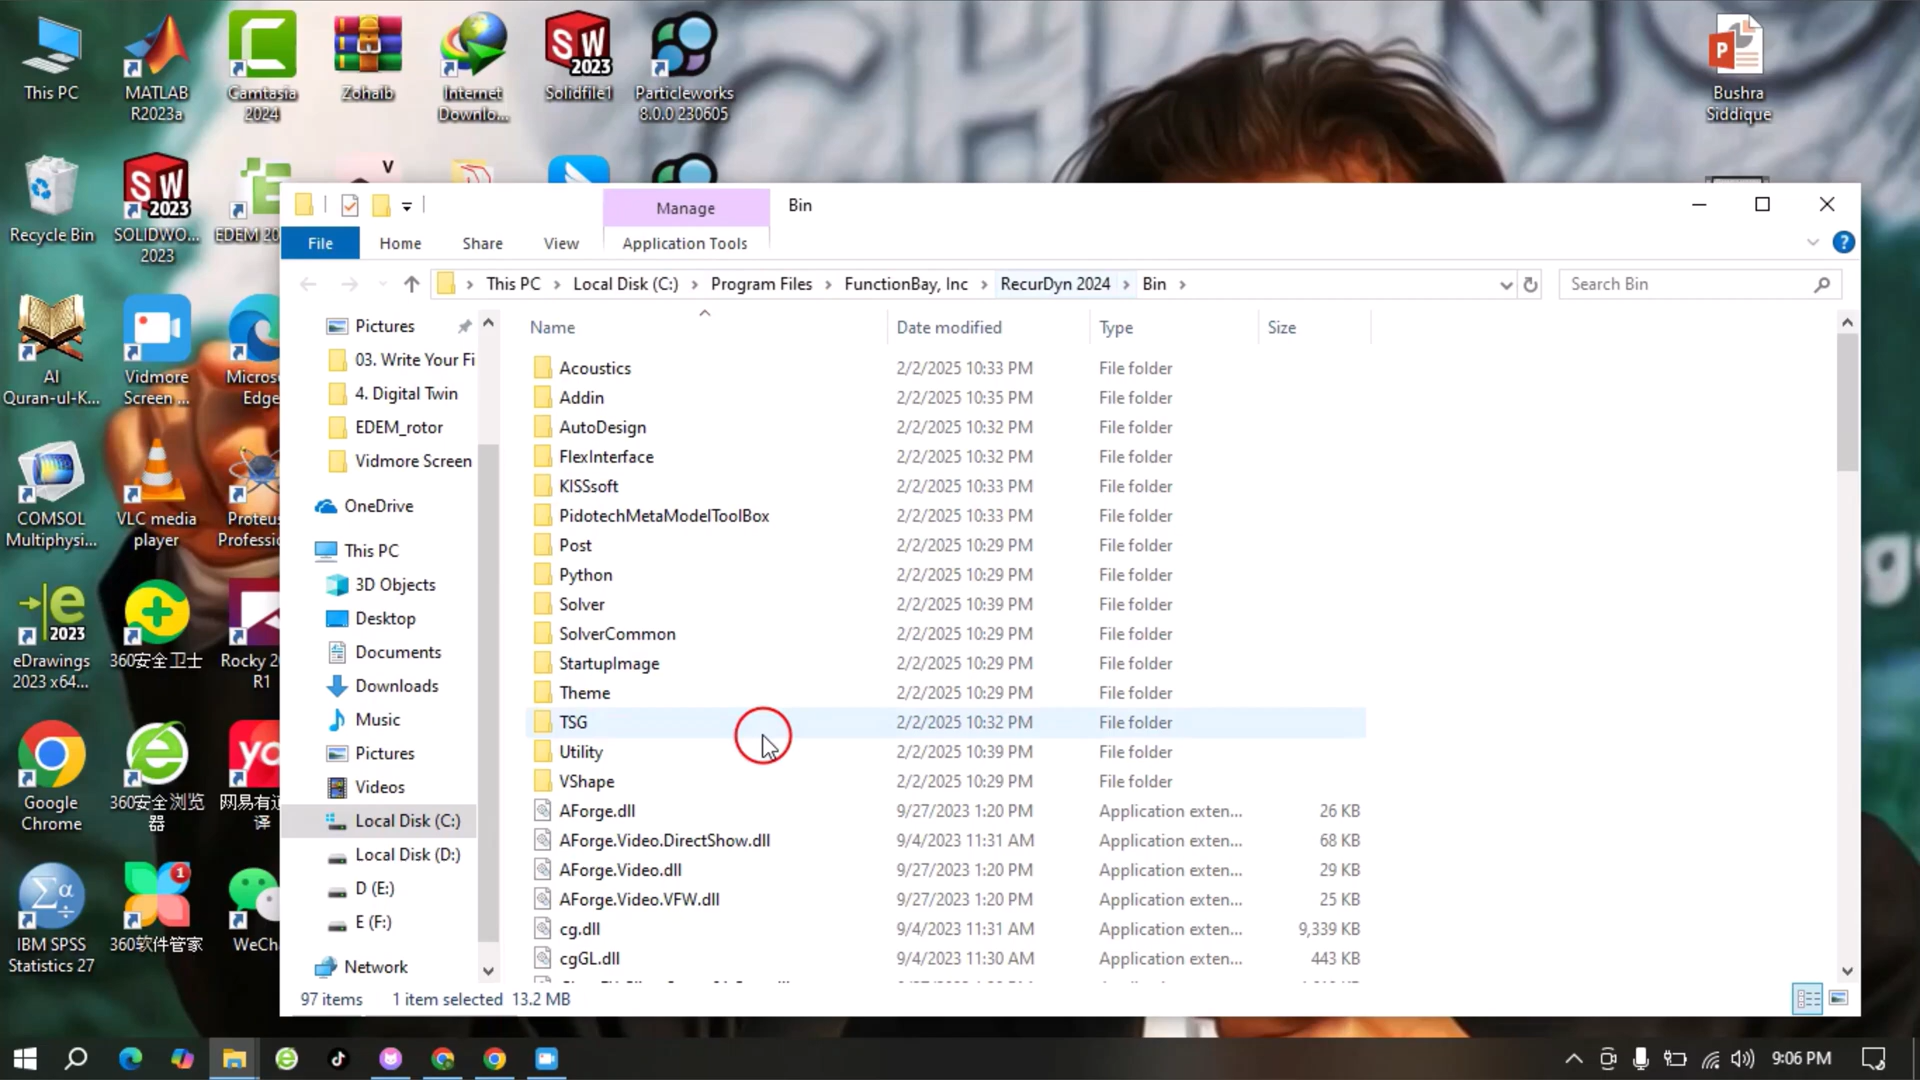 This PC
MATLAB
R2023a
Camtasia
2024
Zohaib
Internet
Downlo...
SW
2023
Solidfile1
Particleworks
8.0.0 230605
P
Bushra
Siddique
Recycle Bin
SW
2023
SOLIDWO...
2023
EDEM 20
V
AI
Quran-ul-K...
Vidmore
Screen ...
Micros
Edge
COMSOL
Multiphysi...
VLC media
player
Proteus
Professio
e
2023
eDrawings
2023 x64...
360安全卫士
Rocky 20
R1
Google
Chrome
360安全浏览
器
yo
网易有道
译
Σα
IBM SPSS
Statistics 27
1
360软件管家
WeCh
CHANG
g
Manage
Bin
File
Home
Share
View
Application Tools
This PC
Local Disk (C:)
Program Files
FunctionBay, Inc
RecurDyn 2024
Bin
Search Bin
Pictures
03. Write Your Fi
4. Digital Twin
EDEM_rotor
Vidmore Screen
OneDrive
This PC
3D Objects
Desktop
Documents
Downloads
Music
Pictures
Videos
Local Disk (C:)
Local Disk (D:)
D (E:)
E (F:)
Network
Name Date modified Type Size
Acoustics 2/2/2025 10:33 PM File folder
Addin 2/2/2025 10:35 PM File folder
AutoDesign 2/2/2025 10:32 PM File folder
FlexInterface 2/2/2025 10:32 PM File folder
KISSsoft 2/2/2025 10:33 PM File folder
PidotechMetaModelToolBox 2/2/2025 10:33 PM File folder
Post 2/2/2025 10:29 PM File folder
Python 2/2/2025 10:29 PM File folder
Solver 2/2/2025 10:39 PM File folder
SolverCommon 2/2/2025 10:29 PM File folder
StartupImage 2/2/2025 10:29 PM File folder
Theme 2/2/2025 10:29 PM File folder
TSG 2/2/2025 10:32 PM File folder
Utility 2/2/2025 10:39 PM File folder
VShape 2/2/2025 10:29 PM File folder
AForge.dll 9/27/2023 1:20 PM Application exten... 26 KB
AForge.Video.DirectShow.dll 9/4/2023 11:31 AM Application exten... 68 KB
AForge.Video.dll 9/27/2023 1:20 PM Application exten... 29 KB
AForge.Video.VFW.dll 9/27/2023 1:20 PM Application exten... 25 KB
cg.dll 9/4/2023 11:31 AM Application exten... 9,339 KB
cgGL.dll 9/4/2023 11:30 AM Application exten... 443 KB
97 items 1 item selected 13.2 MB
9:06 PM